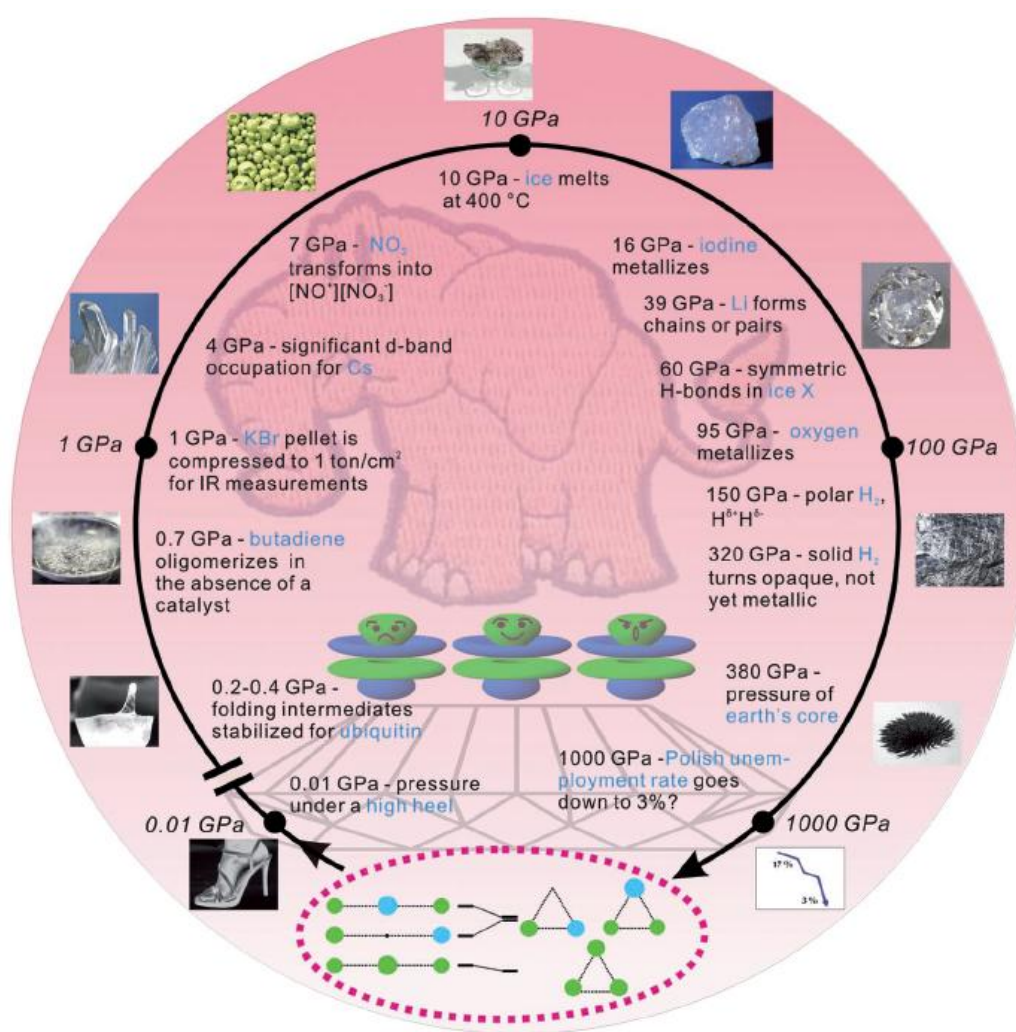 10 GPa
10 GPa - ice melts
at 400 °C
7 GPa - NO₂
transforms into
[NO⁺][NO₃⁻]
16 GPa - iodine
metallizes
39 GPa - Li forms
chains or pairs
4 GPa - significant d-band
occupation for Cs
60 GPa - symmetric
H-bonds in ice X
1 GPa
1 GPa - KBr pellet is
compressed to 1 ton/cm²
for IR measurements
95 GPa - oxygen
metallizes
100 GPa
150 GPa - polar H₂,
Hᵟ⁺Hᵟ⁻
0.7 GPa - butadiene
oligomerizes in
the absence of a
catalyst
320 GPa - solid H₂
turns opaque, not
yet metallic
0.2-0.4 GPa -
folding intermediates
stabilized for ubiquitin
380 GPa -
pressure of
earth's core
0.01 GPa - pressure
under a high heel
1000 GPa - Polish unem-
ployment rate goes
down to 3%?
0.01 GPa
1000 GPa
17 %
3 %